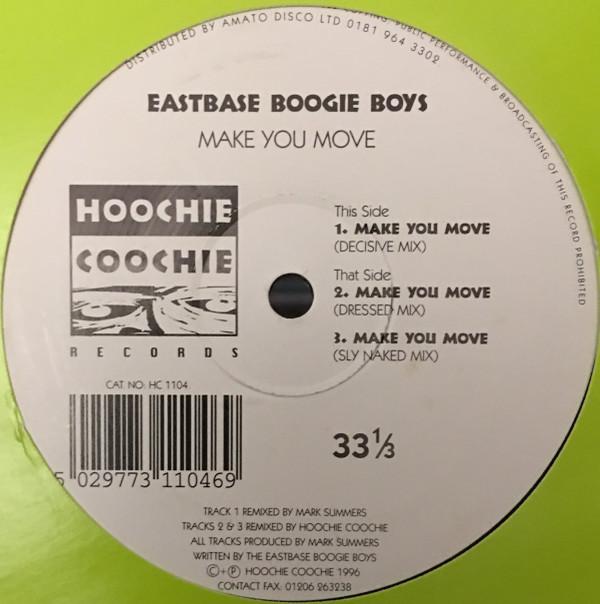 DISTRIBUTED BY AMATO DISCO LTD 0181 964 3302
PUBLIC PERFORMANCE & BROADCASTING OF THIS RECORD PROHIBITED
EASTBASE BOOGIE BOYS
MAKE YOU MOVE
HOOCHIE
COOCHIE
RECORDS
This Side
1. MAKE YOU MOVE
(DECISIVE MIX)
That Side
2. MAKE YOU MOVE
(DRESSED MIX)
3. MAKE YOU MOVE
(SLY NAKED MIX)
CAT NO: HC 1104
5 029773 110469
33⅓
TRACK 1 REMIXED BY MARK SUMMERS
TRACKS 2 & 3 REMIXED BY HOOCHIE COOCHIE
ALL TRACKS PRODUCED BY MARK SUMMERS
WRITTEN BY THE EASTBASE BOOGIE BOYS
©+℗ HOOCHIE COOCHIE 1996
CONTACT FAX: 01206 263238